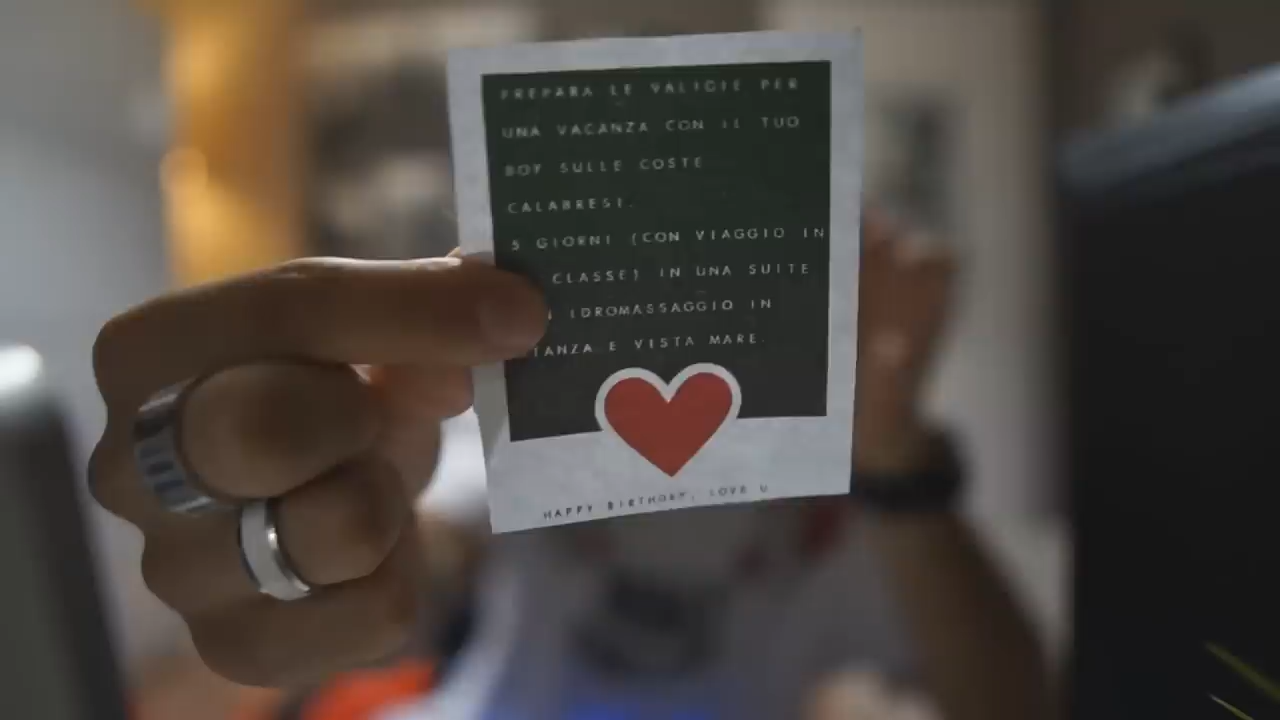 PREPARA LE VALIGIE PER
UNA VACANZA CON IL TUO
BOY SULLE COSTE
CALABRESI.
5 GIORNI (CON VIAGGIO IN
CLASSE) IN UNA SUITE
IDROMASSAGGIO IN
TANZA E VISTA MARE.
HAPPY BIRTHDAY, LOVE U